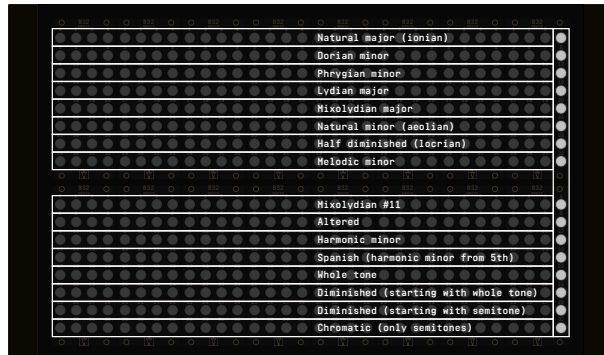 Natural major (ionian)
Dorian minor
Phrygian minor
Lydian major
Mixolydian major
Natural minor (aeolian)
Half diminished (locrian)
Melodic minor
Mixolydian #11
Altered
Harmonic minor
Spanish (harmonic minor from 5th)
Whole tone
Diminished (starting with whole tone)
Diminished (starting with semitone)
Chromatic (only semitones)